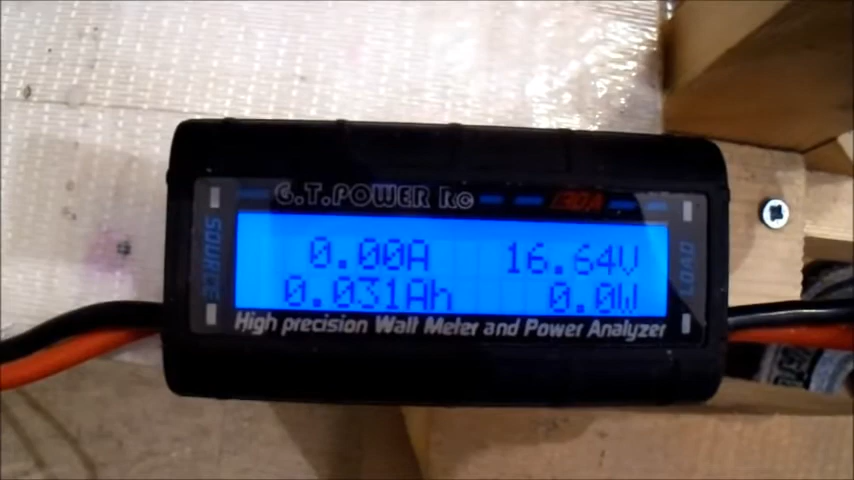 G.T.POWER RC 130A
SOURCE
LOAD
0.00A 16.64V
0.031Ah 0.0W
High precision Watt Meter and Power Analyzer